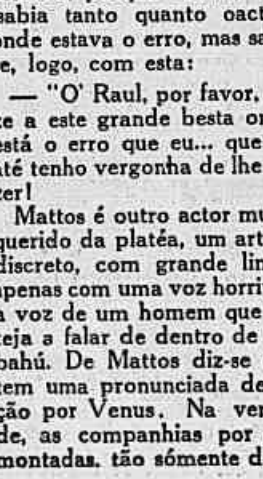 sabia tanto quanto oact
onde estava o erro, mas sa
e, logo, com esta:
— "O' Raul, por favor,
ze a este grande besta on
está o erro que eu... que
até tenho vergonha de lhe
zer!
Mattos é outro actor mu
querido da platéa, um art
discreto, com grande lin
apenas com uma voz horri
a voz de um homem que
teja a falar de dentro de
bahú. De Mattos diz-se
tem uma pronunciada de
ção por Venus. Na ver
de, as companhias por
montadas, tão sómente d